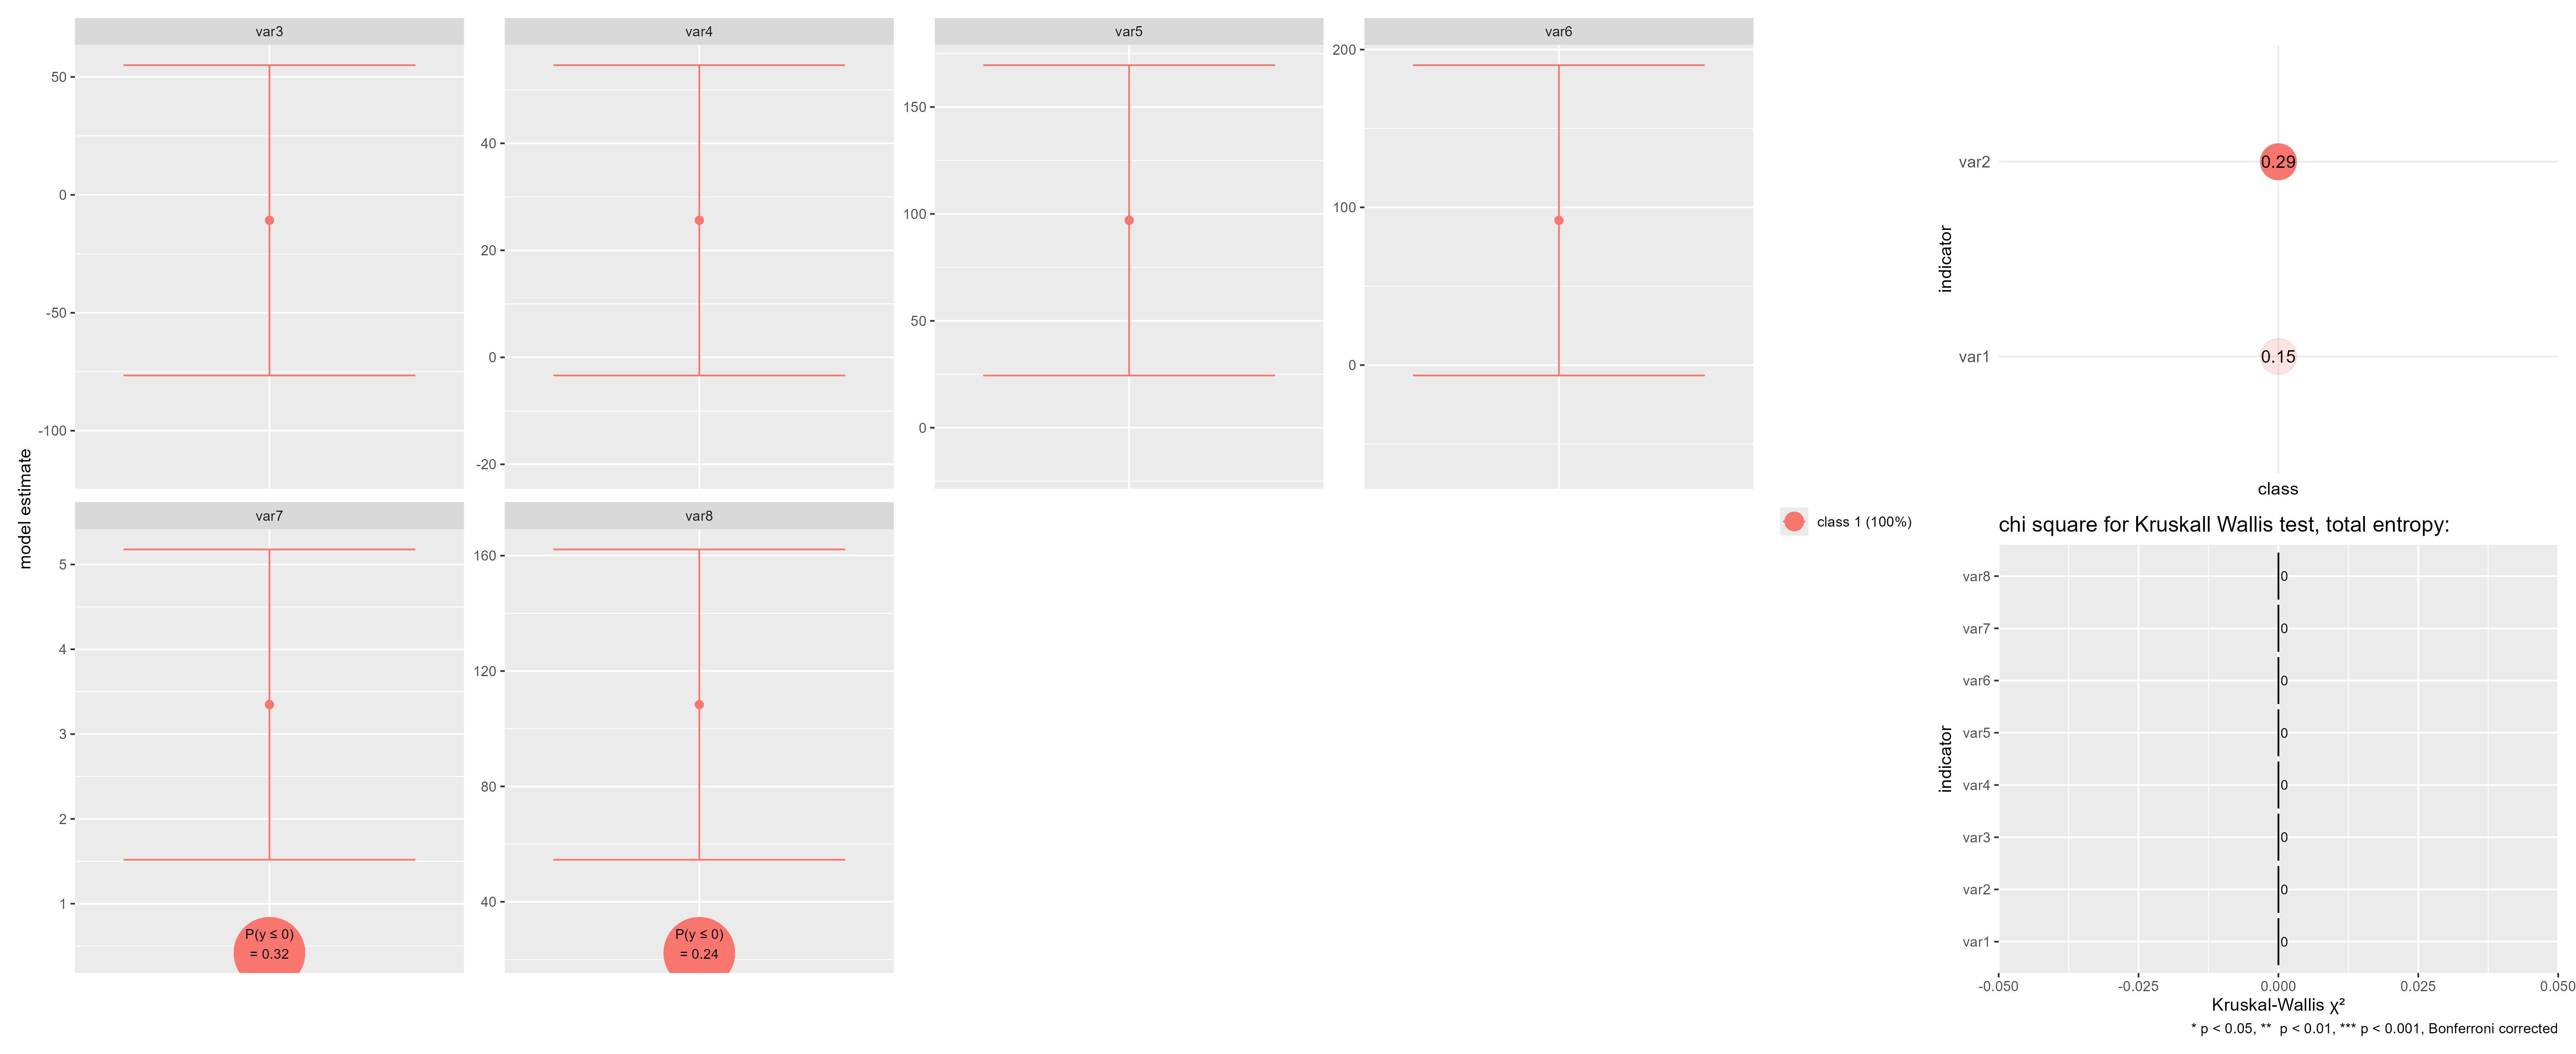 model estimate
var3
50
0
-50
-100
var4
40
20
0
-20
var5
150
100
50
0
var6
200
100
0
var7
5
4
3
2
1
P(y ≤ 0)
= 0.32
var8
160
120
80
40
P(y ≤ 0)
= 0.24
class 1 (100%)
indicator
var2
0.29
var1
0.15
class
chi square for Kruskall Wallis test, total entropy:
indicator
var8
0
var7
0
var6
0
var5
0
var4
0
var3
0
var2
0
var1
0
-0.050
-0.025
0.000
0.025
0.050
Kruskal-Wallis χ²
* p < 0.05, **  p < 0.01, *** p < 0.001, Bonferroni corrected